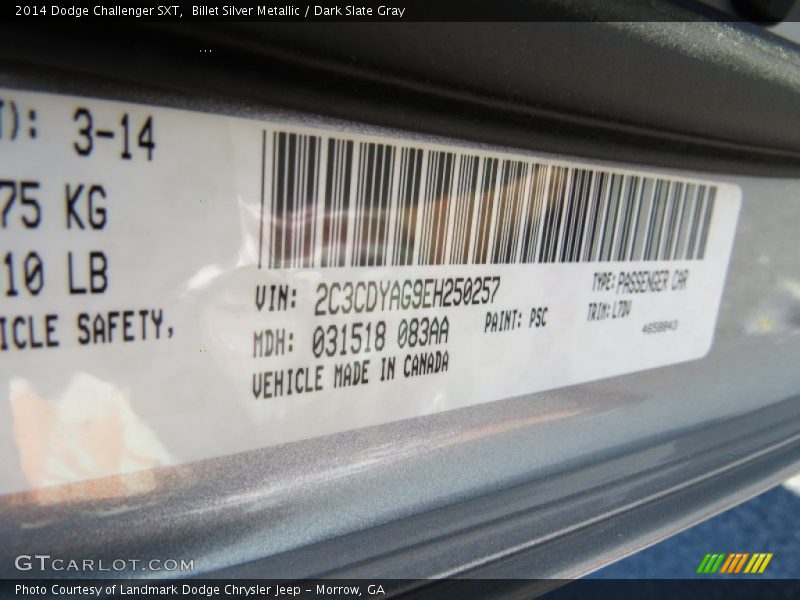 2014 Dodge Challenger SXT,  Billet Silver Metallic / Dark Slate Gray
T): 3-14
75 KG
10 LB
ICLE SAFETY,
VIN: 2C3CDYAG9EH250257
TYPE: PASSENGER CAR
MDH: 031518 083AA
PAINT: PSC
TRIM: L7DV
4658843
VEHICLE MADE IN CANADA
GTCARLOT.COM
Photo Courtesy of Landmark Dodge Chrysler Jeep - Morrow, GA